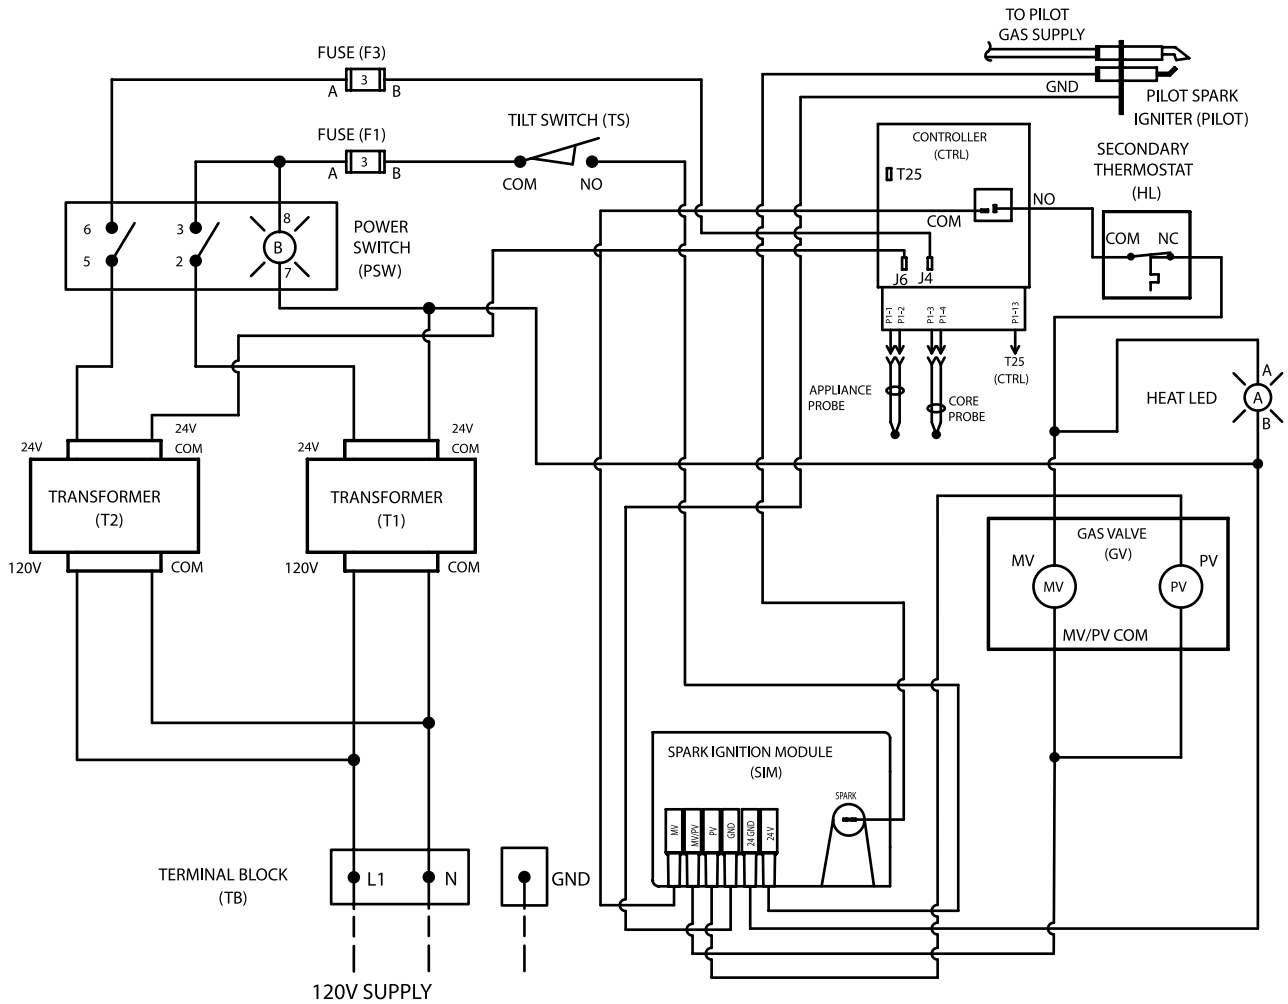 TO PILOT
GAS SUPPLY
FUSE (F3)
3
A
B
GND
PILOT SPARK
IGNITER (PILOT)
FUSE (F1)
3
A
B
TILT SWITCH (TS)
COM
NO
CONTROLLER
(CTRL)
T25
COM
NO
J6
J4
P1-1
P1-2
P1-3
P1-4
P1-13
T25
(CTRL)
APPLIANCE
PROBE
CORE
PROBE
SECONDARY
THERMOSTAT
(HL)
COM
NC
6
5
3
2
8
B
7
POWER
SWITCH
(PSW)
HEAT LED
A
A
B
24V
24V
COM
TRANSFORMER
(T2)
120V
COM
24V
24V
COM
TRANSFORMER
(T1)
120V
COM
GAS VALVE
(GV)
MV
MV
PV
PV
MV/PV COM
SPARK IGNITION MODULE
(SIM)
SPARK
MV
MV/PV
PV
GND
24 GND
24 V
TERMINAL BLOCK
(TB)
L1
N
GND
120V SUPPLY